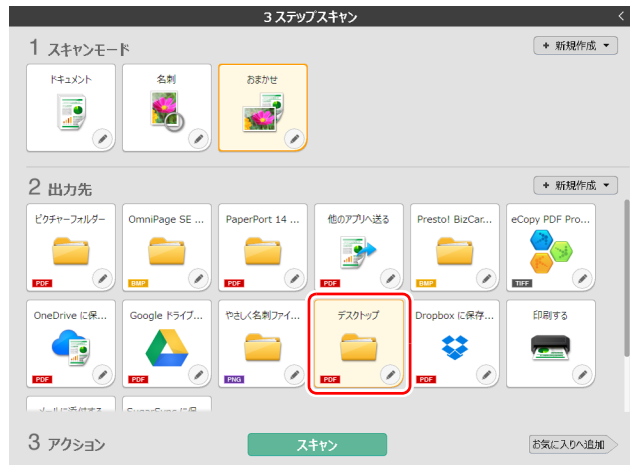 3 ステップスキャン
1 スキャンモード
+ 新規作成
ドキュメント
名刺
おまかせ
2 出力先
+ 新規作成
ピクチャーフォルダー
OmniPage SE ...
PaperPort 14 ...
他のアプリへ送る
Presto! BizCar...
eCopy PDF Pro...
PDF
BMP
PDF
PDF
BMP
TIFF
OneDrive に保...
Google ドライブ...
やさしく名刺ファイ...
デスクトップ
Dropbox に保存...
印刷する
PDF
PDF
PNG
PDF
PDF
3 アクション
スキャン
お気に入りへ追加